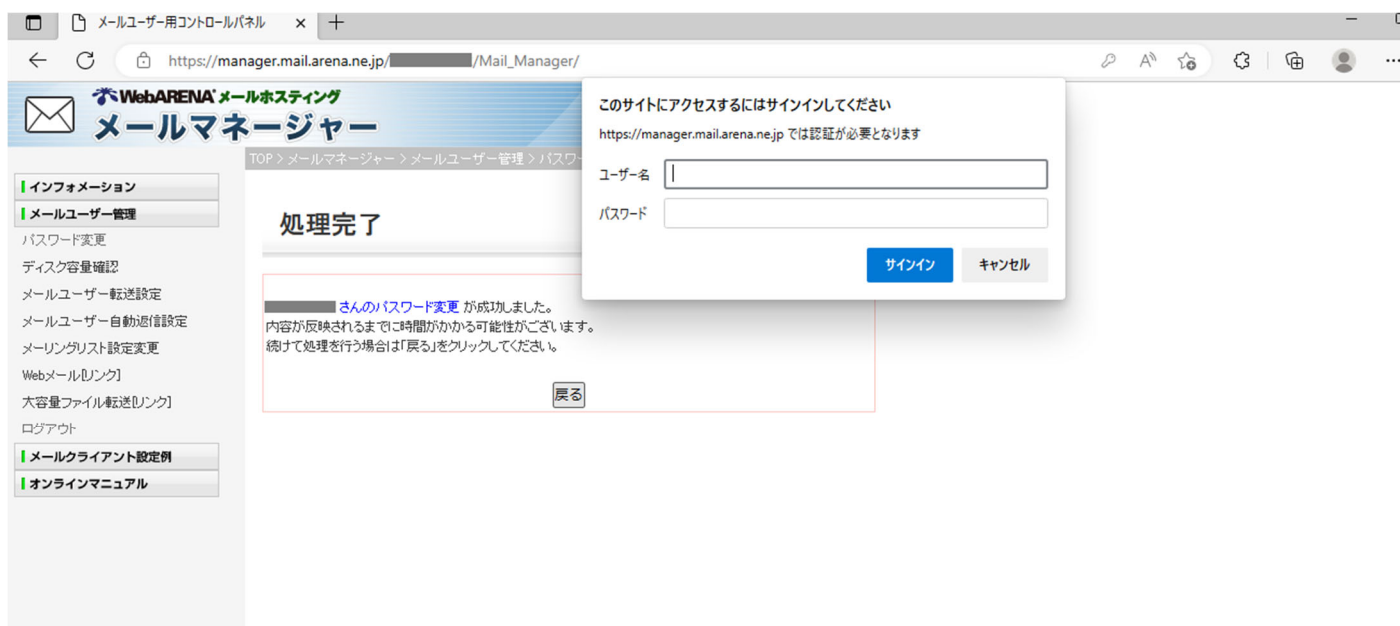 メールユーザー用コントロールパネル
https://manager.mail.arena.ne.jp/ /Mail_Manager/
WebARENA メールホスティング
メールマネージャー
TOP > メールマネージャー > メールユーザー管理 > パスワ
このサイトにアクセスするにはサインインしてください
https://manager.mail.arena.ne.jp では認証が必要となります
ユーザー名
パスワード
サインイン
キャンセル
インフォメーション
メールユーザー管理
パスワード変更
ディスク容量確認
メールユーザー転送設定
メールユーザー自動返信設定
メーリングリスト設定変更
Webメール[リンク]
大容量ファイル転送[リンク]
ログアウト
メールクライアント設定例
オンラインマニュアル
処理完了
さんのパスワード変更 が成功しました。
内容が反映されるまでに時間がかかる可能性がございます。
続けて処理を行う場合は「戻る」をクリックしてください。
戻る